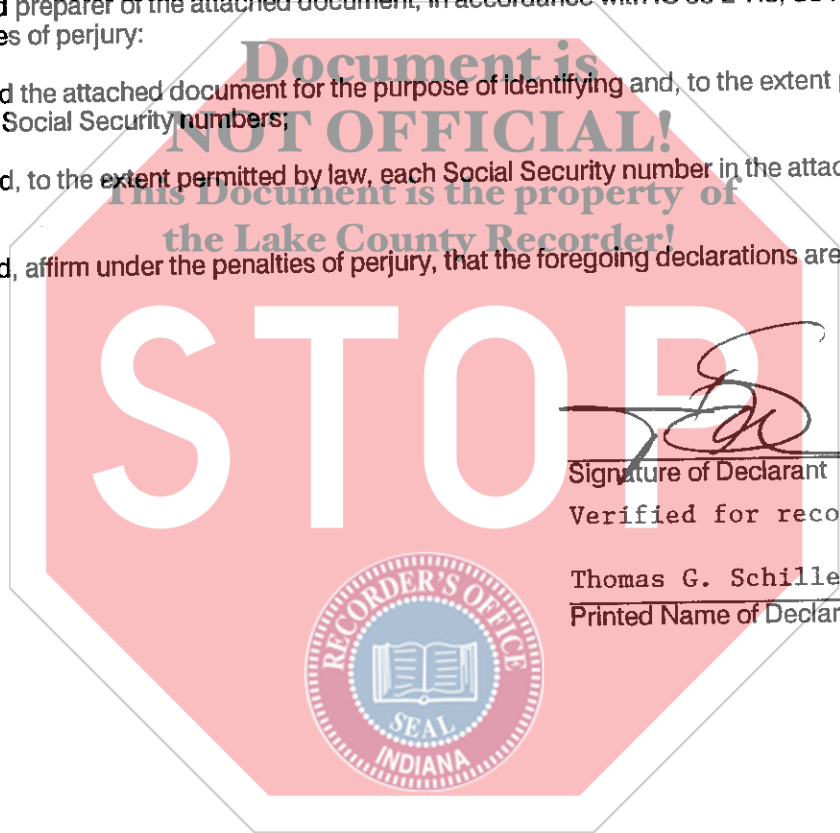 d preparer of the attached document, in accordance with IC
es of perjury:
Document is
d the attached document for the purpose of identifying and, to the extent
Social Security numbers;
NOT OFFICIAL!
d, to the extent permitted by law, each Social Security number in the attac
This Document is the property of
the Lake County Recorder!
d, affirm under the penalties of perjury, that the foregoing declarations are
STOP
Signature of Declarant
Verified for reco
Thomas G. Schille
Printed Name of Declar
RECORDER'S OFFICE
SEAL
INDIANA